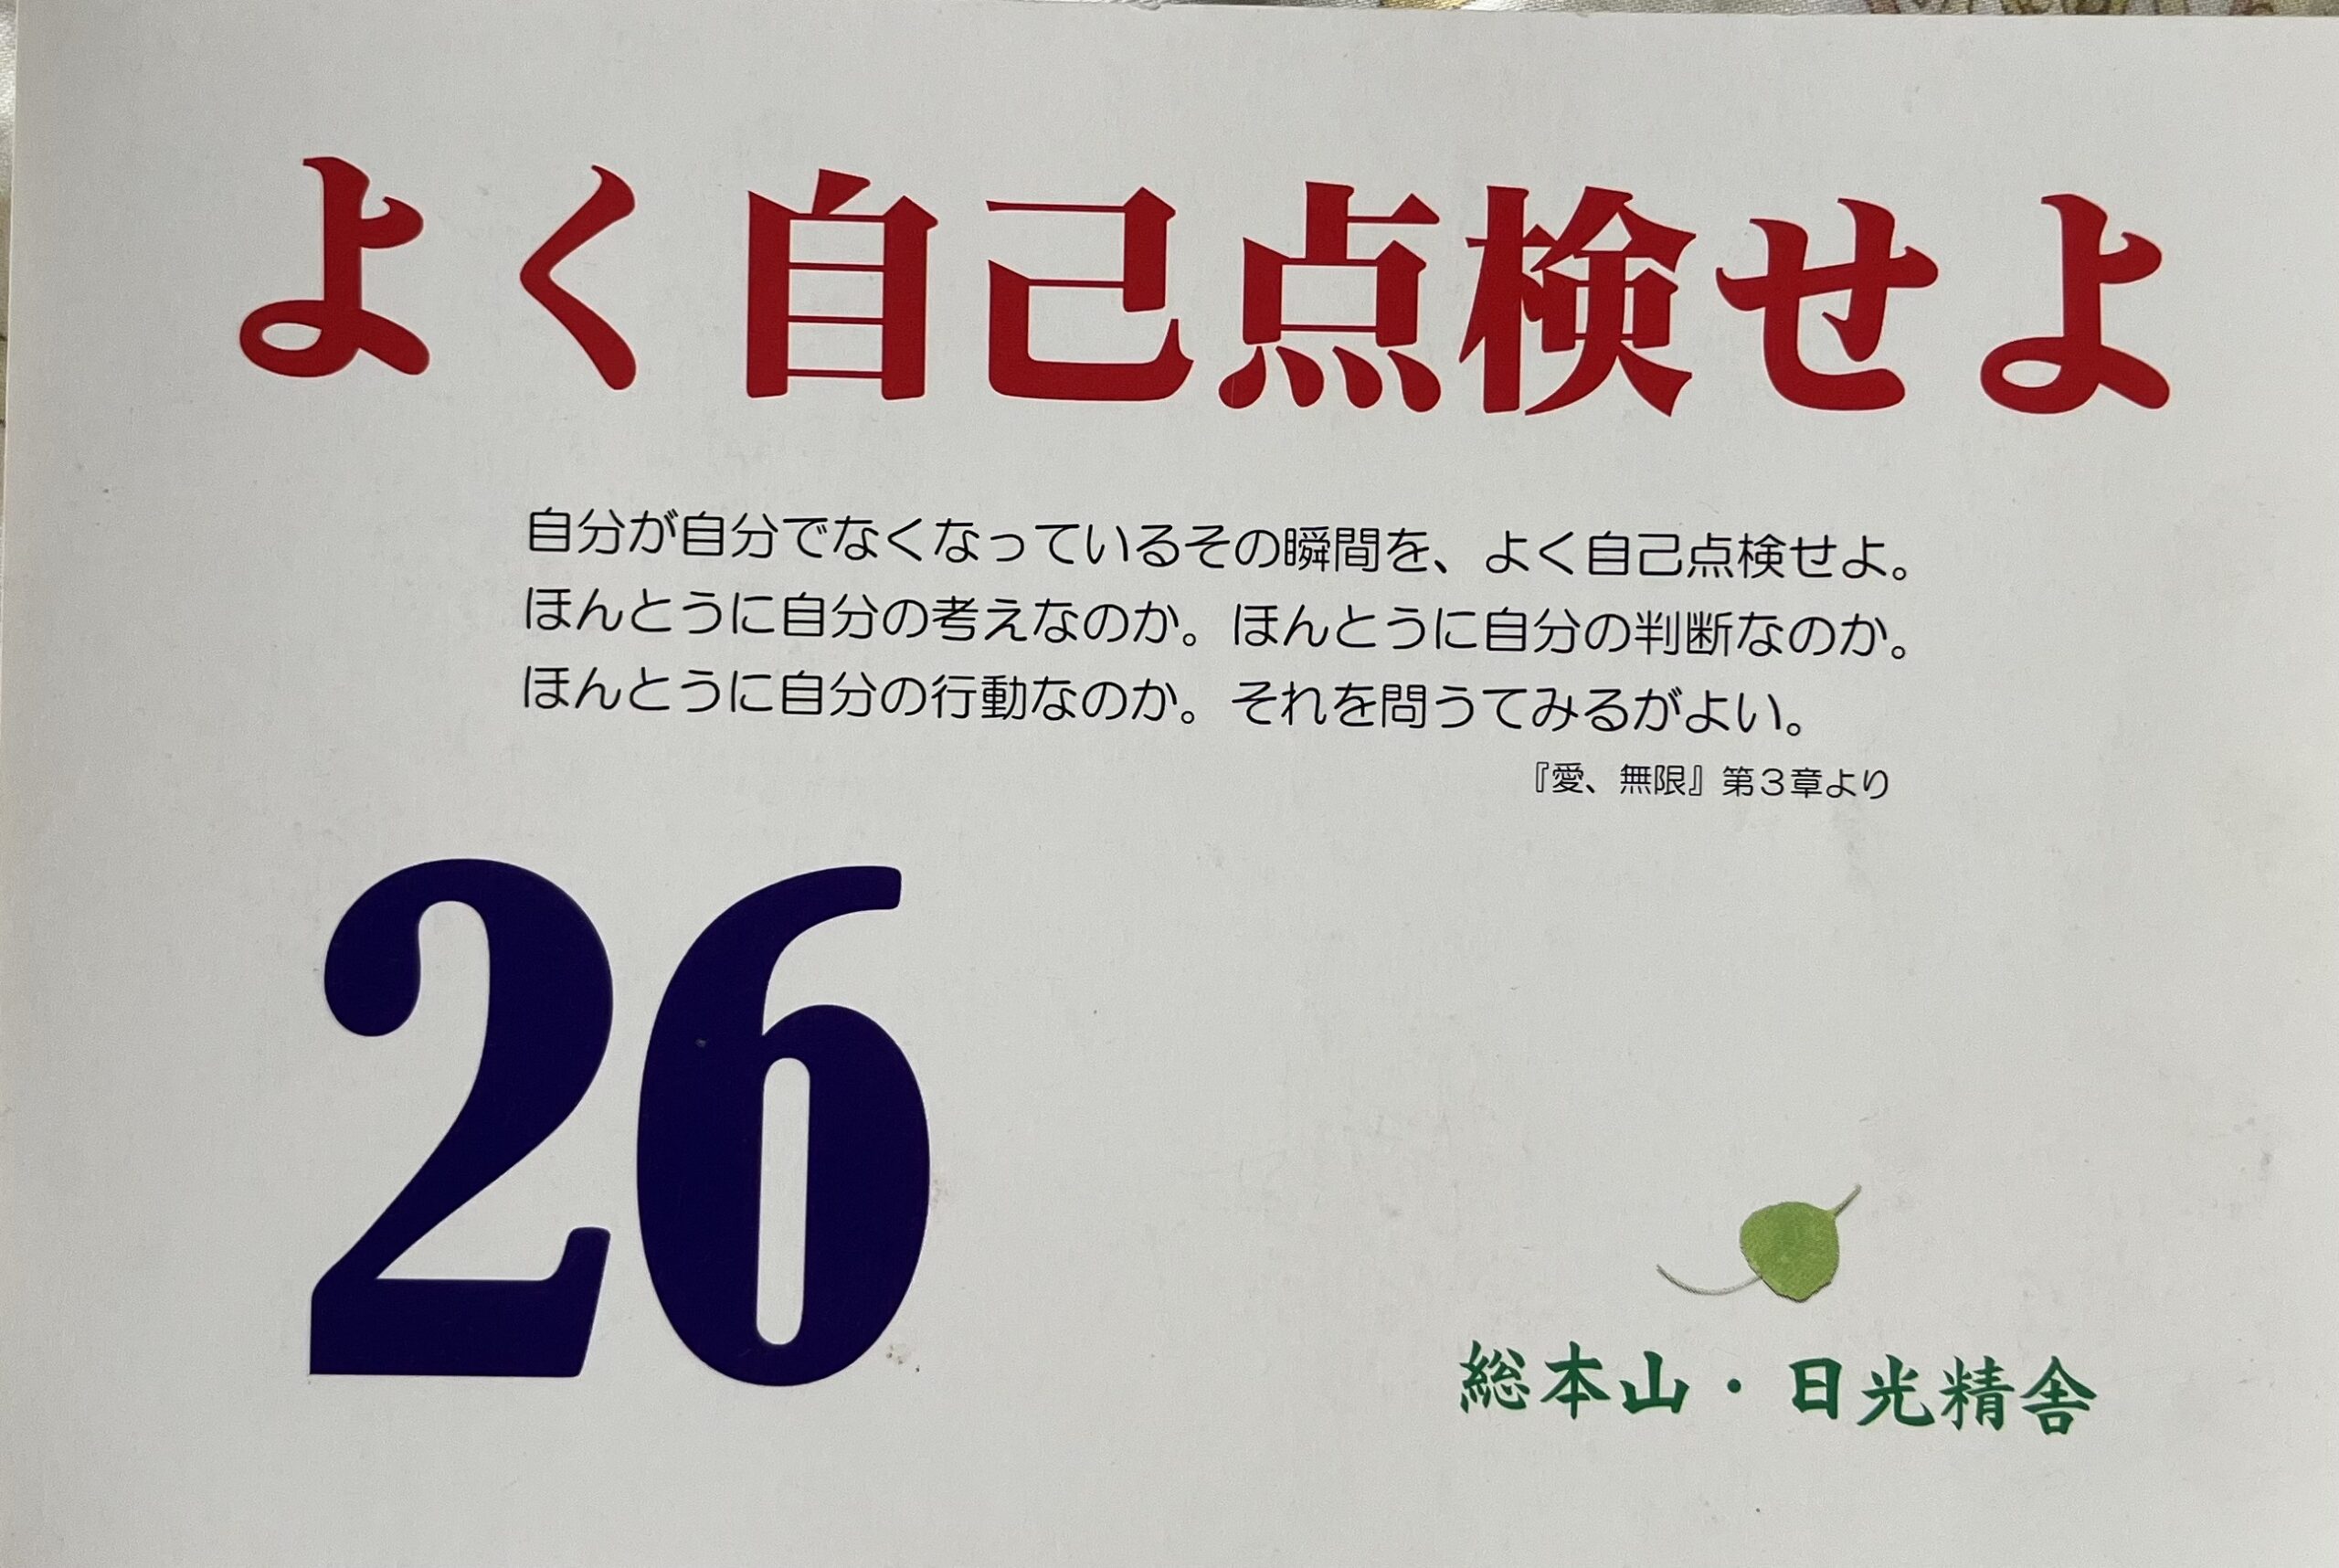 よく自己点検せよ
自分が自分でなくなっているその瞬間を、よく自己点検せよ。
ほんとうに自分の考えなのか。ほんとうに自分の判断なのか。
ほんとうに自分の行動なのか。それを問うてみるがよい。
『愛、無限』第3章より
26
総本山・日光精舎